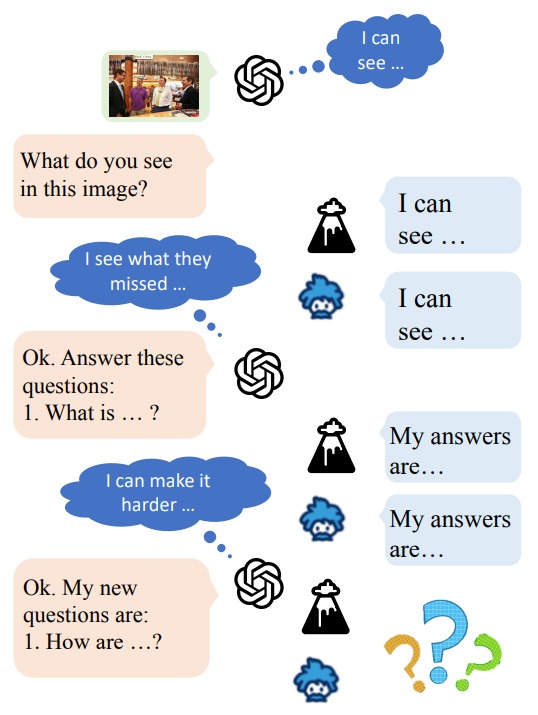 I can
see ...
What do you see
in this image?
I can
see …
I see what they
missed ...
I can
see …
Ok. Answer these
questions:
1. What is … ?
My answers
are…
I can make it
harder ...
My answers
are…
Ok. My new
questions are:
1. How are …?
???